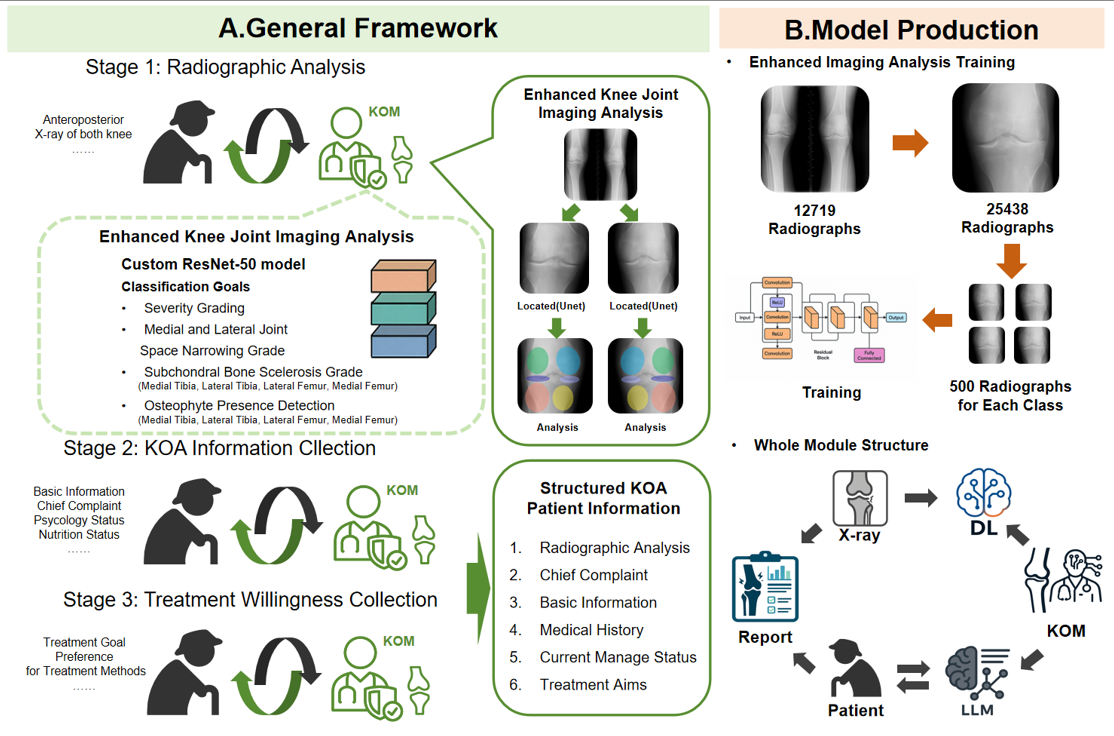 A.General Framework
Stage 1: Radiographic Analysis
Anteroposterior
X-ray of both knee
……
KOM
Enhanced Knee Joint Imaging Analysis
Custom ResNet-50 model
Classification Goals
• Severity Grading
• Medial and Lateral Joint
Space Narrowing Grade
• Subchondral Bone Scelerosis Grade
(Medial Tibia, Lateral Tibia, Lateral Femur, Medial Femur)
• Osteophyte Presence Detection
(Medial Tibia, Lateral Tibia, Lateral Femur, Medial Femur)
Enhanced Knee Joint
Imaging Analysis
Located(Unet) Located(Unet)
Analysis Analysis
Stage 2: KOA Information Cllection
Basic Information
Chief Complaint
Psycology Status
Nutrition Status
……
KOM
Stage 3: Treatment Willingness Collection
Treatment Goal
Preference
for Treatment Methods
……
KOM
Structured KOA
Patient Information
1. Radiographic Analysis
2. Chief Complaint
3. Basic Information
4. Medical History
5. Current Manage Status
6. Treatment Aims
B.Model Production
• Enhanced Imaging Analysis Training
12719
Radiographs
25438
Radiographs
Convolution
ReLU
Input
Convolution
ReLU
Convolution
Residual
Block
Output
Fully
Connected
Training
500 Radiographs
for Each Class
• Whole Module Structure
X-ray
DL
Report
KOM
Patient
LLM